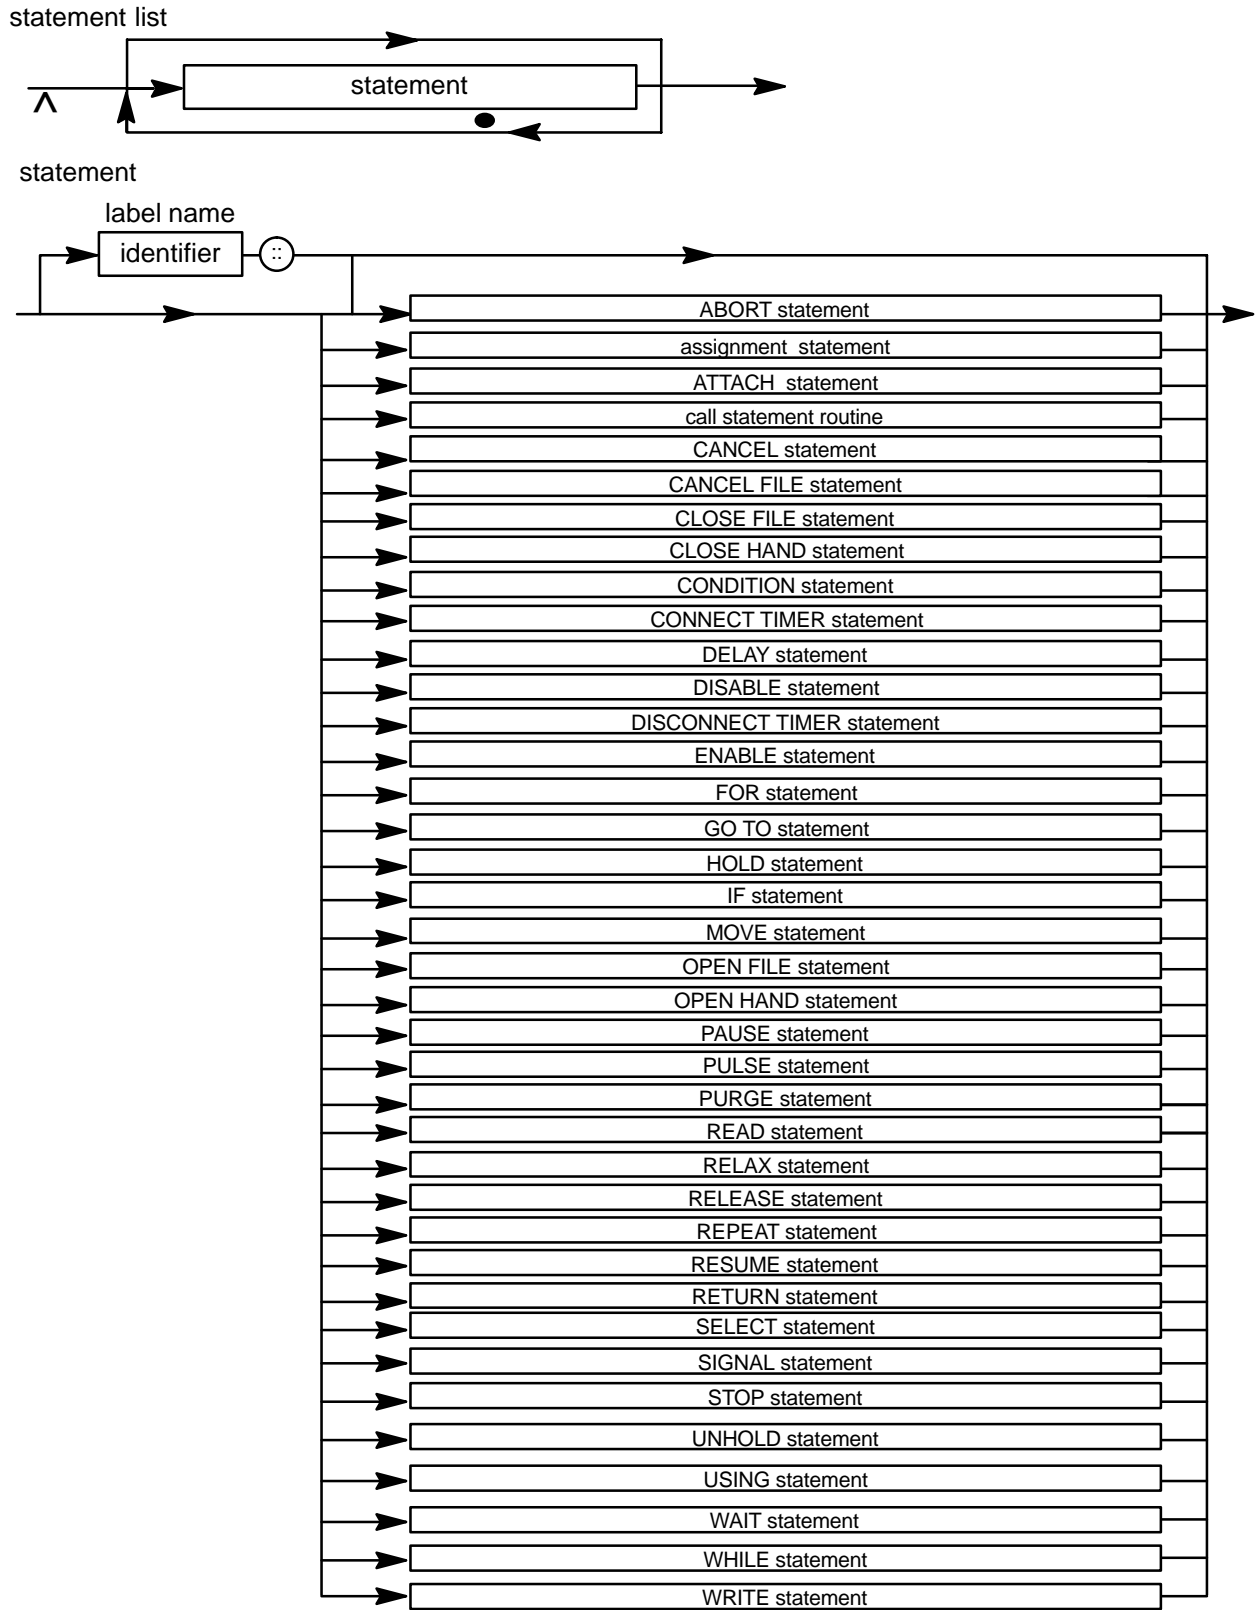 statement list
statement
^
statement
label name
identifier ::
ABORT statement
assignment statement
ATTACH statement
call statement routine
CANCEL statement
CANCEL FILE statement
CLOSE FILE statement
CLOSE HAND statement
CONDITION statement
CONNECT TIMER statement
DELAY statement
DISABLE statement
DISCONNECT TIMER statement
ENABLE statement
FOR statement
GO TO statement
HOLD statement
IF statement
MOVE statement
OPEN FILE statement
OPEN HAND statement
PAUSE statement
PULSE statement
PURGE statement
READ statement
RELAX statement
RELEASE statement
REPEAT statement
RESUME statement
RETURN statement
SELECT statement
SIGNAL statement
STOP statement
UNHOLD statement
USING statement
WAIT statement
WHILE statement
WRITE statement